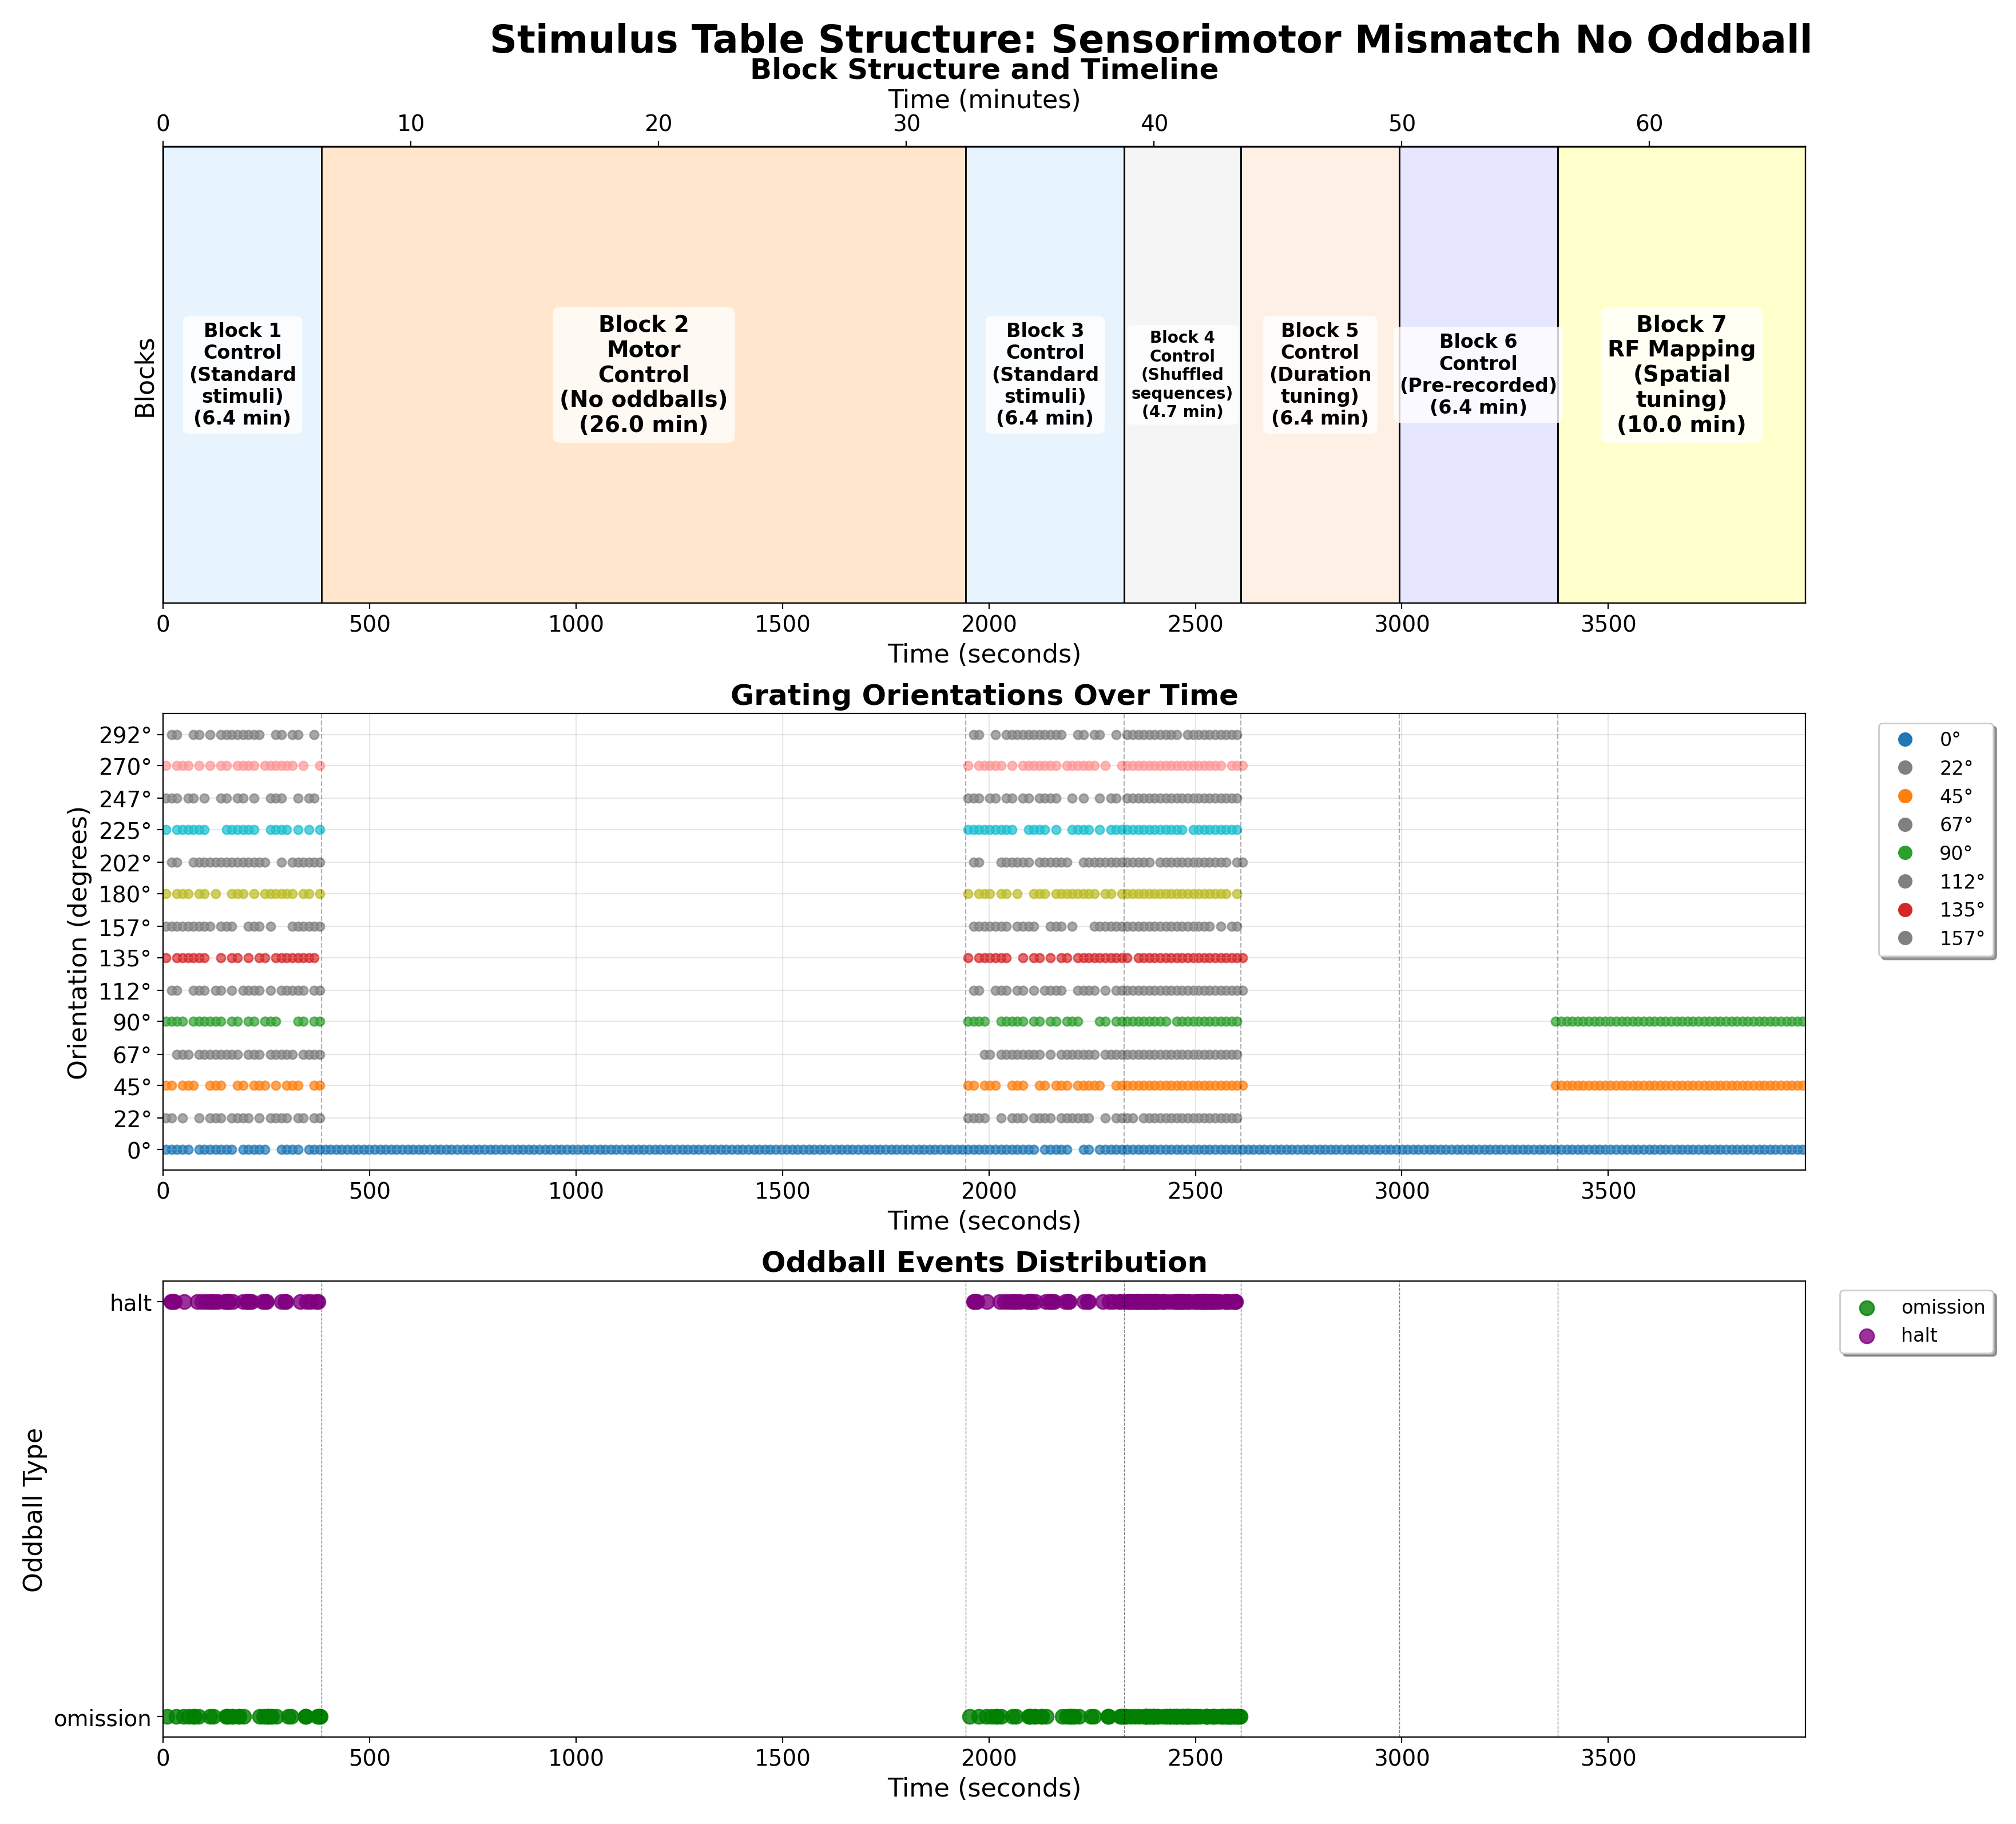 Stimulus Table Structure: Sensorimotor Mismatch No Oddball
Block Structure and Timeline
Time (minutes)
0 10 20 30 40 50 60
Blocks
Block 1
Control
(Standard
stimuli)
(6.4 min)
Block 2
Motor
Control
(No oddballs)
(26.0 min)
Block 3
Control
(Standard
stimuli)
(6.4 min)
Block 4
Control
(Shuffled
sequences)
(4.7 min)
Block 5
Control
(Duration
tuning)
(6.4 min)
Block 6
Control
(Pre-recorded)
(6.4 min)
Block 7
RF Mapping
(Spatial
tuning)
(10.0 min)
0 500 1000 1500 2000 2500 3000 3500
Time (seconds)
Grating Orientations Over Time
Orientation (degrees)
292°
270°
247°
225°
202°
180°
157°
135°
112°
90°
67°
45°
22°
0°
0 500 1000 1500 2000 2500 3000 3500
Time (seconds)
0°
22°
45°
67°
90°
112°
135°
157°
Oddball Events Distribution
Oddball Type
halt
omission
0 500 1000 1500 2000 2500 3000 3500
Time (seconds)
omission
halt